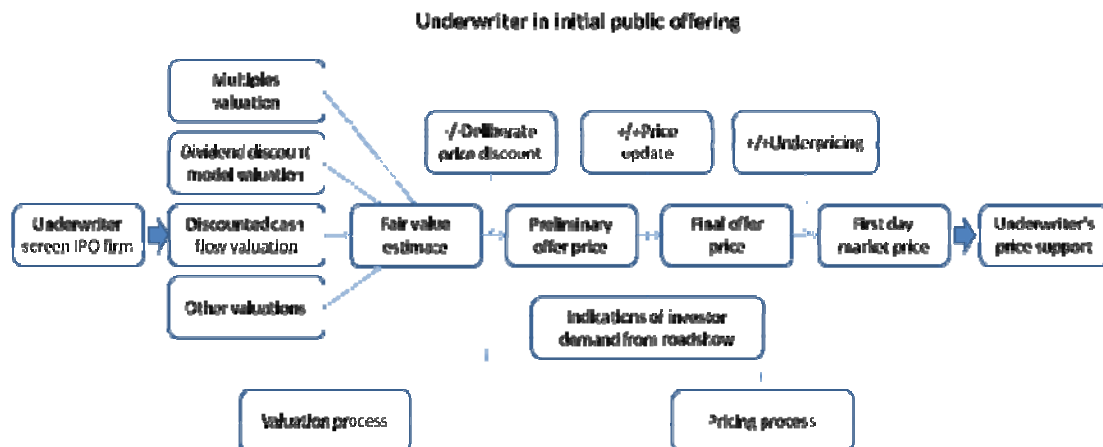 Underwriter in initial public offering
Multiples
valuation
-/-Deliberate
price discount
+/+Price
update
+/+Underpricing
Dividend discount
model valuation
Underwriter
screen IPO firm
Discounted cash
flow valuation
Fair value
estimate
Preliminary
offer price
Final offer
price
First day
market price
Underwriter's
price support
Other valuations
Indications of investor
demand from roadshow
Valuation process
Pricing process